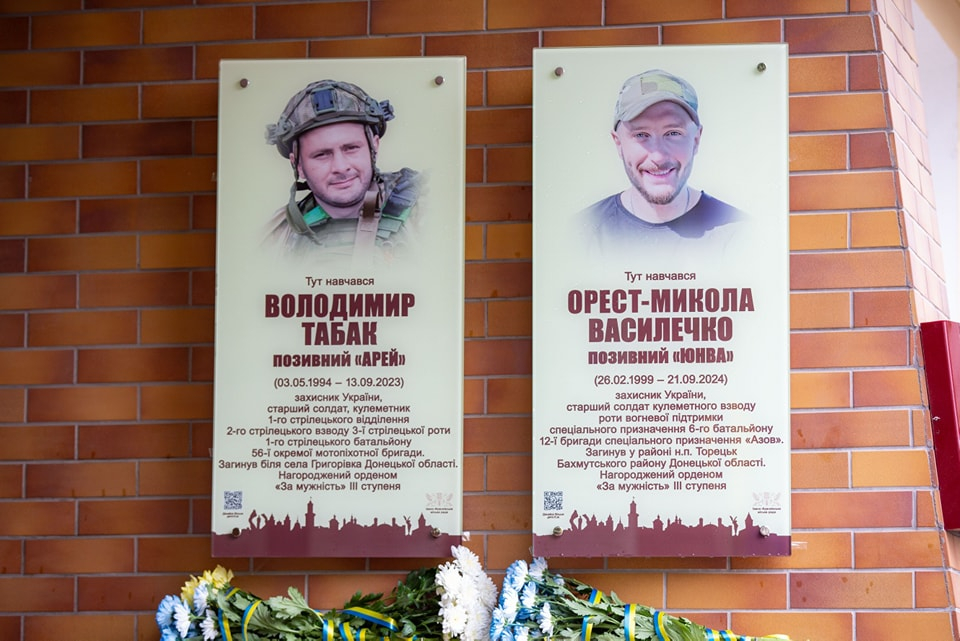 Тут навчався
ВОЛОДИМИР
ТАБАК
позивний «АРЕЙ»
(03.05.1994 – 13.09.2023)
захисник України,
старший солдат, кулеметник
1-го стрілецького відділення
2-го стрілецького взводу 3-ї стрілецької роти
1-го стрілецького батальйону
56-ї окремої мотопіхотної бригади.
Загинув біля села Григорівка Донецької області.
Нагороджений орденом
«За мужність» ІІІ ступеня
Тут навчався
ОРЕСТ-МИКОЛА
ВАСИЛЕЧКО
позивний «ЮНВА»
(26.02.1999 – 21.09.2024)
захисник України,
старший солдат кулеметного взводу
роти вогневої підтримки
спеціального призначення 6-го батальйону
12-ї бригади спеціального призначення «Азов».
Загинув у районі н.п. Торецьк
Бахмутського району Донецької області.
Нагороджений орденом
«За мужність» ІІІ ступеня